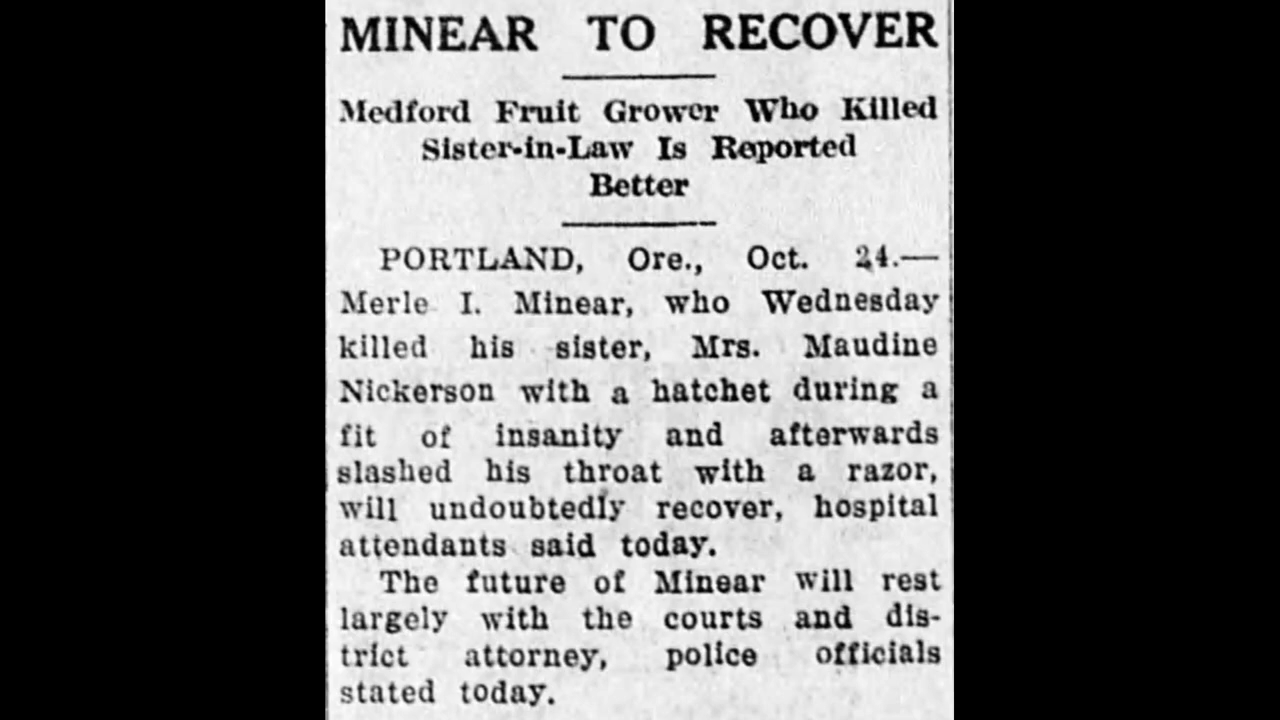 MINEAR TO RECOVER
Medford Fruit Grower Who Killed
Sister-in-Law Is Reported
Better
PORTLAND, Ore., Oct. 24.—
Merle I. Minear, who Wednesday
killed his sister, Mrs. Maudine
Nickerson with a hatchet during a
fit of insanity and afterwards
slashed his throat with a razor,
will undoubtedly recover, hospital
attendants said today.
The future of Minear will rest
largely with the courts and dis-
trict attorney, police officials
stated today.